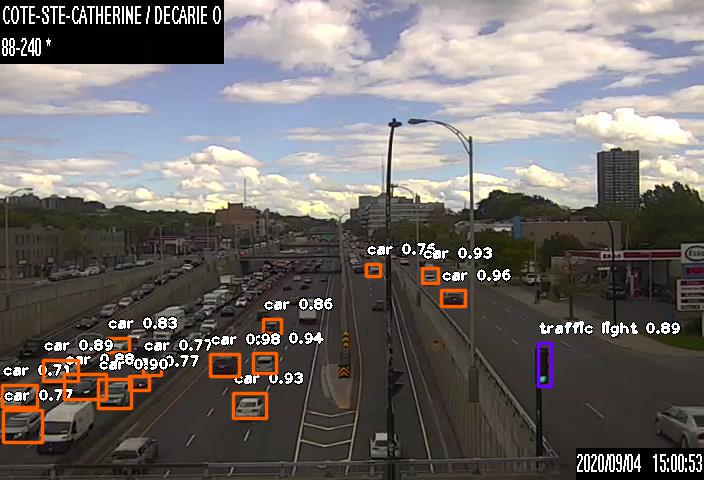 COTE-STE-CATHERINE / DECARIE O
88-240 *
car 0.75
car 0.93
car 0.96
car 0.86
car 0.83
traffic light 0.89
car 0.98
0.94
car 0.89
car 0.77
car 0.88
car 0.90
0.77
car 0.71
car 0.93
car 0.77
Esso
2020/09/04 15:00:53